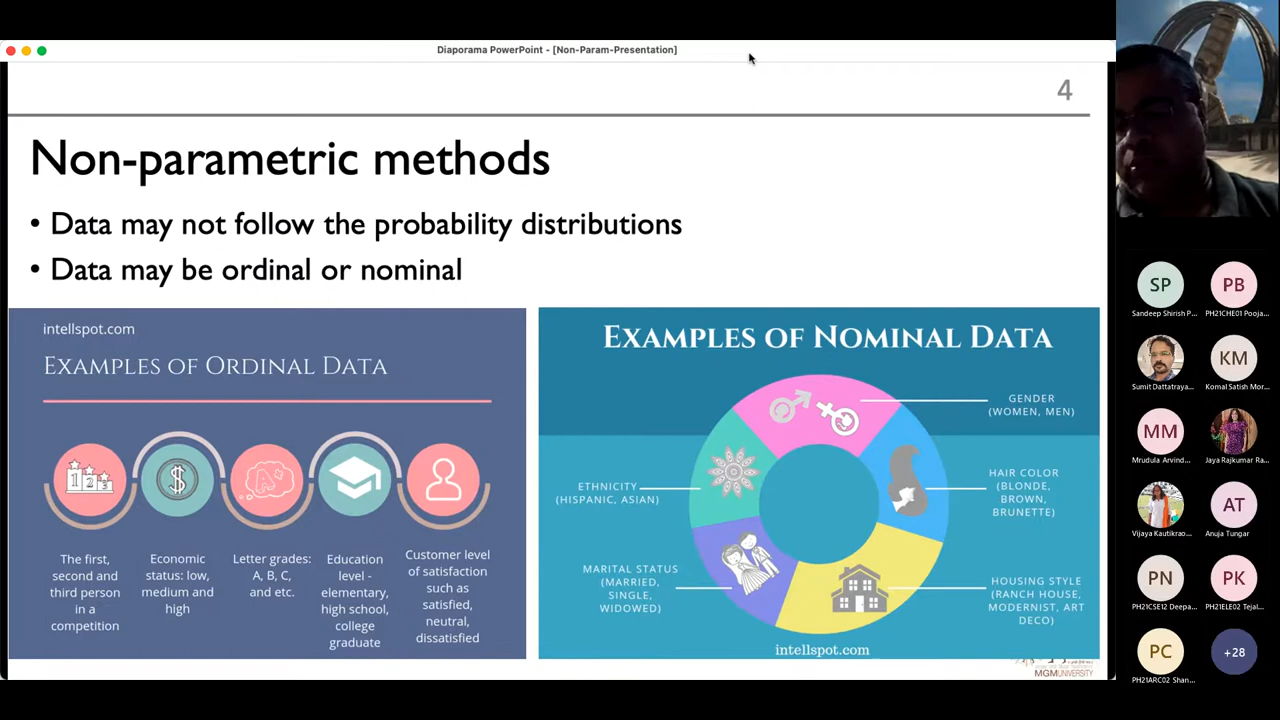 Diaporama PowerPoint - [Non-Param-Presentation]
4
Non-parametric methods
• Data may not follow the probability distributions
• Data may be ordinal or nominal
intellspot.com
EXAMPLES OF ORDINAL DATA
1 2 3
$
A+
The first,
second and
third person
in a
competition
Economic
status: low,
medium and
high
Letter grades:
A, B, C,
and etc.
Education
level -
elementary,
high school,
college
graduate
Customer level
of satisfaction
such as
satisfied,
neutral,
dissatisfied
EXAMPLES OF NOMINAL DATA
GENDER
(WOMEN, MEN)
HAIR COLOR
(BLONDE,
BROWN,
BRUNETTE)
HOUSING STYLE
(RANCH HOUSE,
MODERNIST, ART
DECO)
ETHNICITY
(HISPANIC, ASIAN)
MARITAL STATUS
(MARRIED,
SINGLE,
WIDOWED)
intellspot.com
MGMUNIVERSITY
SP
Sandeep Shirish P...
PB
PH21CHE01 Pooja...
Sumit Dattatraya...
KM
Komal Satish Mor...
MM
Mrudula Arvind...
Jaya Rajkumar Ra...
Vijaya Kautikrao...
AT
Anuja Tungar
PN
PH21CSE12 Deepa...
PK
PH21ELE02 Tejal...
PC
PH21ARC02 Shan...
+28